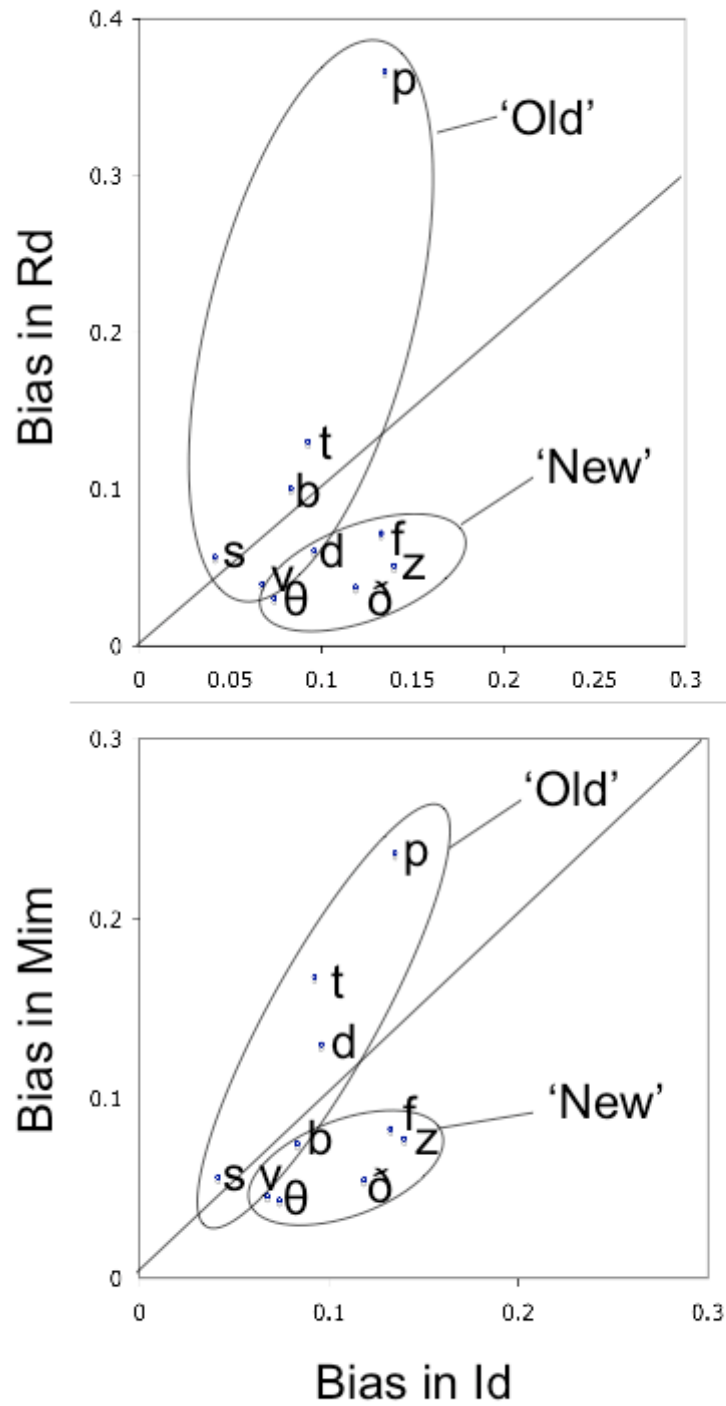 0.4
p
'Old'
0.3
Bias in Rd
0.2
t
'New'
0.1
b
s
d
f
z
v
θ
ð
0
0
0.05
0.1
0.15
0.2
0.25
0.3
0.3
'Old'
p
0.2
t
Bias in Mim
d
0.1
'New'
f
b
z
s
v
θ
ð
0
0
0.1
0.2
0.3
Bias in Id